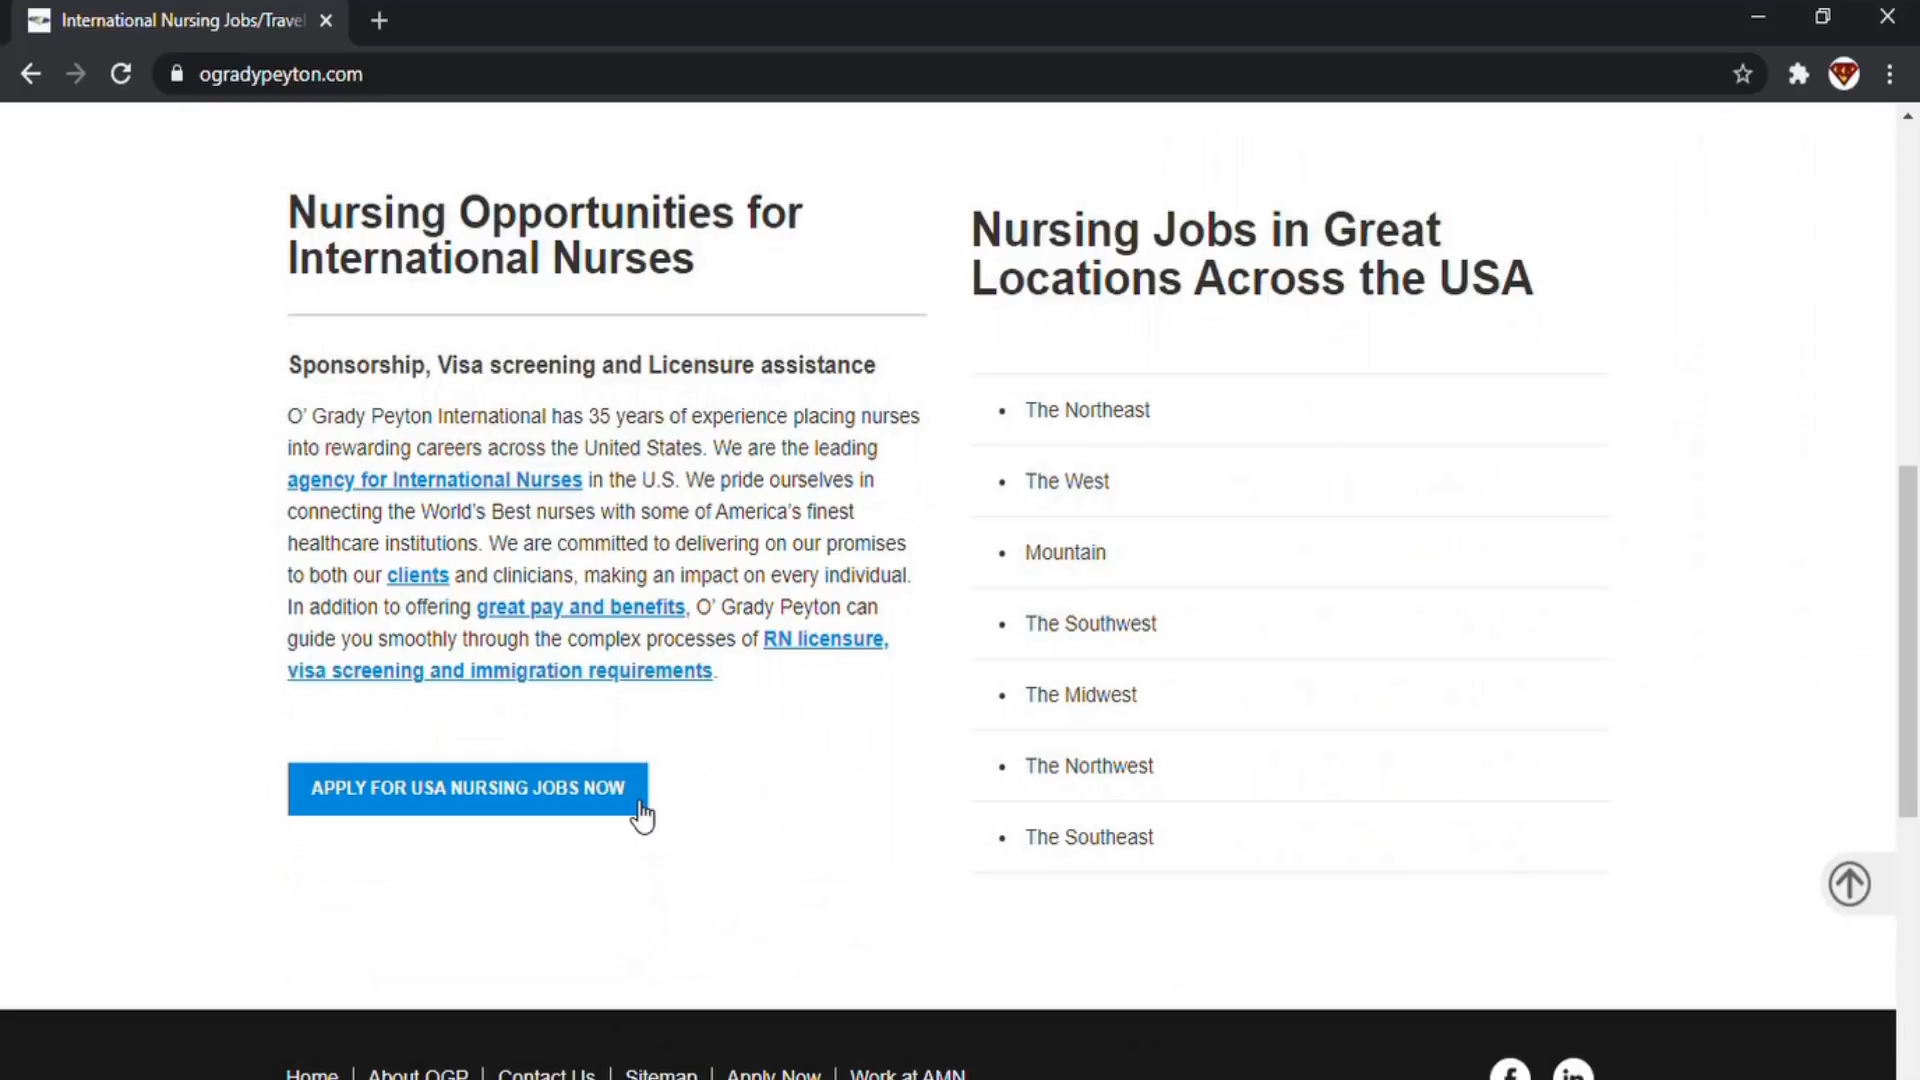 International Nursing Jobs/Trave
ogradypeyton.com
Nursing Opportunities for
International Nurses
Sponsorship, Visa screening and Licensure assistance
O’ Grady Peyton International has 35 years of experience placing nurses
into rewarding careers across the United States. We are the leading
agency for International Nurses in the U.S. We pride ourselves in
connecting the World’s Best nurses with some of America’s finest
healthcare institutions. We are committed to delivering on our promises
to both our clients and clinicians, making an impact on every individual.
In addition to offering great pay and benefits, O’ Grady Peyton can
guide you smoothly through the complex processes of RN licensure,
visa screening and immigration requirements.
APPLY FOR USA NURSING JOBS NOW
Nursing Jobs in Great
Locations Across the USA
• The Northeast
• The West
• Mountain
• The Southwest
• The Midwest
• The Northwest
• The Southeast
Home | About OGP | Contact Us | Sitemap | Apply Now | Work at AMN
f in